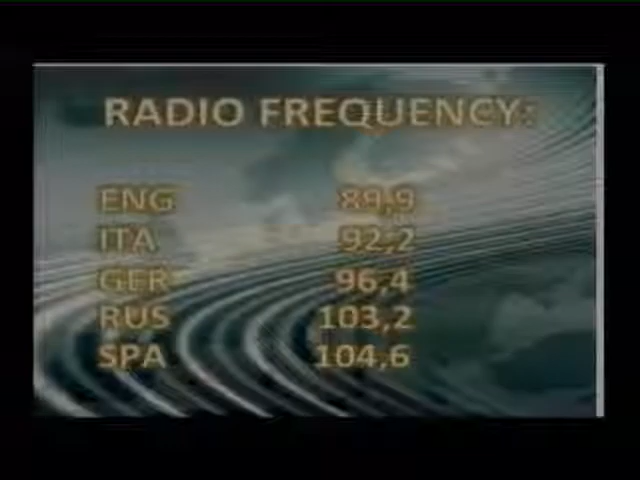 RADIO FREQUENCY:
ENG 89,9
ITA 92,2
GER 96,4
RUS 103,2
SPA 104,6